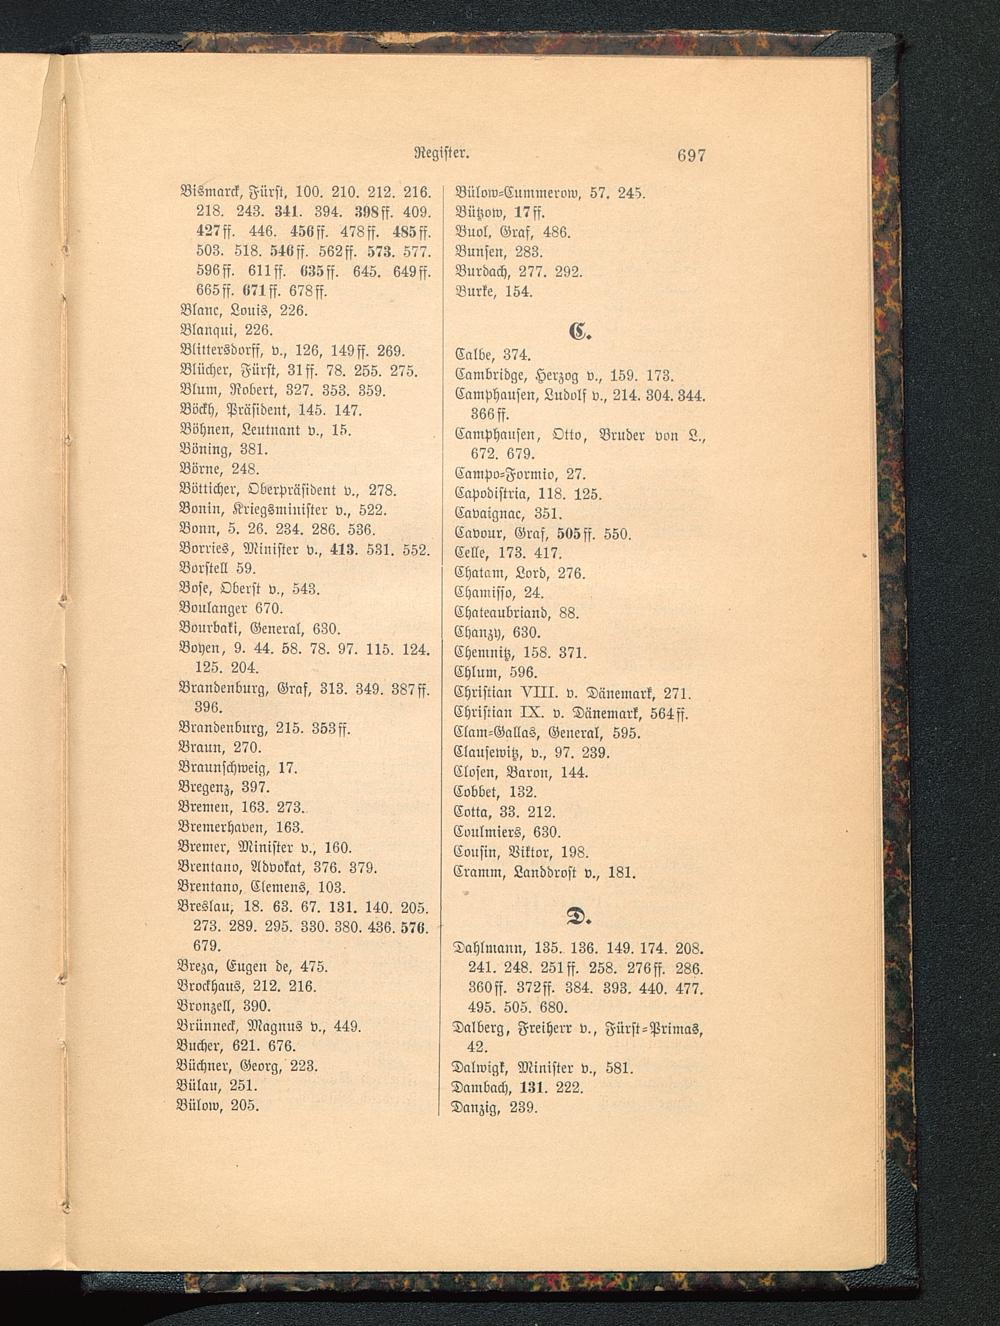 Register.
697
Bismarck, Fürst, 100. 210. 212. 216.
218. 243. 341. 394. 398ff. 409.
427ff. 446. 456ff. 478ff. 485ff.
503. 518. 546ff. 562ff. 573. 577.
596ff. 611ff. 635ff. 645. 649ff.
665ff. 671ff. 678ff.
Blanc, Louis, 226.
Blanqui, 226.
Blittersdorff, v., 126, 149ff. 269.
Blücher, Fürst, 31ff. 78. 255. 275.
Blum, Robert, 327. 353. 359.
Böckh, Präsident, 145. 147.
Böhnen, Leutnant v., 15.
Böning, 381.
Börne, 248.
Bötticher, Oberpräsident v., 278.
Bonin, Kriegsminister v., 522.
Bonn, 5. 26. 234. 286. 536.
Borries, Minister v., 413. 531. 552.
Borstell 59.
Bose, Oberst v., 543.
Boulanger 670.
Bourbaki, General, 630.
Boyen, 9. 44. 58. 78. 97. 115. 124.
125. 204.
Brandenburg, Graf, 313. 349. 387ff.
396.
Brandenburg, 215. 353ff.
Braun, 270.
Braunschweig, 17.
Bregenz, 397.
Bremen, 163. 273.
Bremerhaven, 163.
Bremer, Minister v., 160.
Brentano, Advokat, 376. 379.
Brentano, Clemens, 103.
Breslau, 18. 63. 67. 131. 140. 205.
273. 289. 295. 330. 380. 436. 576.
679.
Breza, Eugen de, 475.
Brockhaus, 212. 216.
Bronzell, 390.
Brünneck, Magnus v., 449.
Bucher, 621. 676.
Büchner, Georg, 223.
Bülau, 251.
Bülow, 205.
Bülow=Cummerow, 57. 245.
Bützow, 17ff.
Buol, Graf, 486.
Bunsen, 283.
Burdach, 277. 292.
Burke, 154.
C.
Calbe, 374.
Cambridge, Herzog v., 159. 173.
Camphausen, Ludolf v., 214. 304. 344.
366ff.
Camphausen, Otto, Bruder von L.,
672. 679.
Campo=Formio, 27.
Capodistria, 118. 125.
Cavaignac, 351.
Cavour, Graf, 505ff. 550.
Celle, 173. 417.
Chatam, Lord, 276.
Chamisso, 24.
Chateaubriand, 88.
Chanzy, 630.
Chemnitz, 158. 371.
Chlum, 596.
Christian VIII. v. Dänemark, 271.
Christian IX. v. Dänemark, 564ff.
Clam=Gallas, General, 595.
Clausewitz, v., 97. 239.
Closen, Baron, 144.
Cobbet, 132.
Cotta, 33. 212.
Coulmiers, 630.
Cousin, Viktor, 198.
Cramm, Landdrost v., 181.
D.
Dahlmann, 135. 136. 149. 174. 208.
241. 248. 251ff. 258. 276ff. 286.
360ff. 372ff. 384. 393. 440. 477.
495. 505. 680.
Dalberg, Freiherr v., Fürst=Primas,
42.
Dalwigk, Minister v., 581.
Dambach, 131. 222.
Danzig, 239.